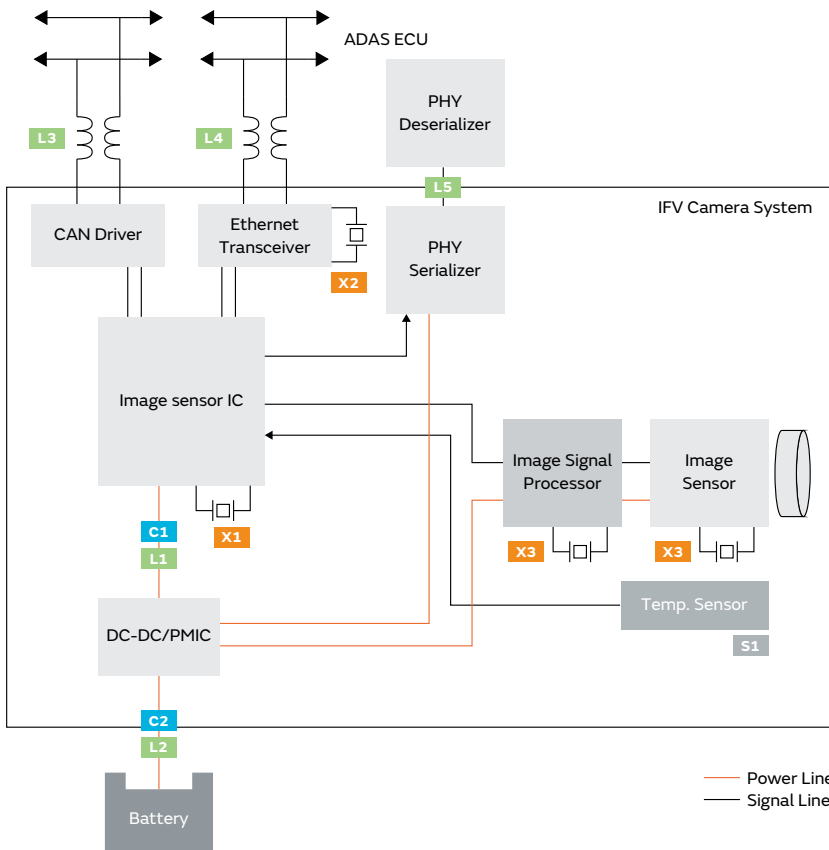 ADAS ECU
PHY
Deserializer
L3
L4
L5
IFV Camera System
CAN Driver
Ethernet
Transceiver
PHY
Serializer
X2
Image sensor IC
Image Signal
Processor
Image
Sensor
X1
C1
L1
X3
X3
Temp. Sensor
S1
DC-DC/PMIC
C2
L2
Battery
Power Line
Signal Line